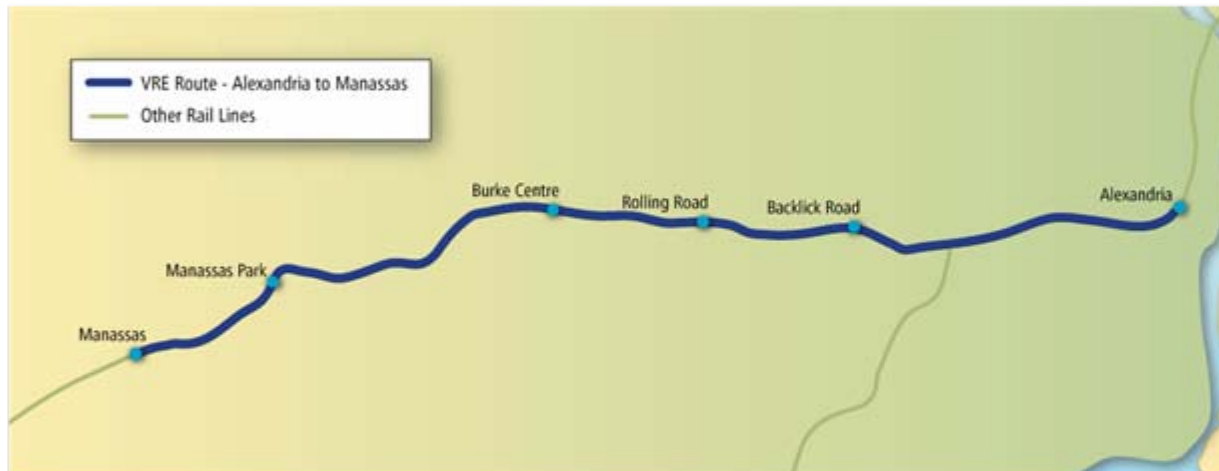 VRE Route - Alexandria to Manassas
Other Rail Lines
Burke Centre
Rolling Road
Backlick Road
Alexandria
Manassas Park
Manassas